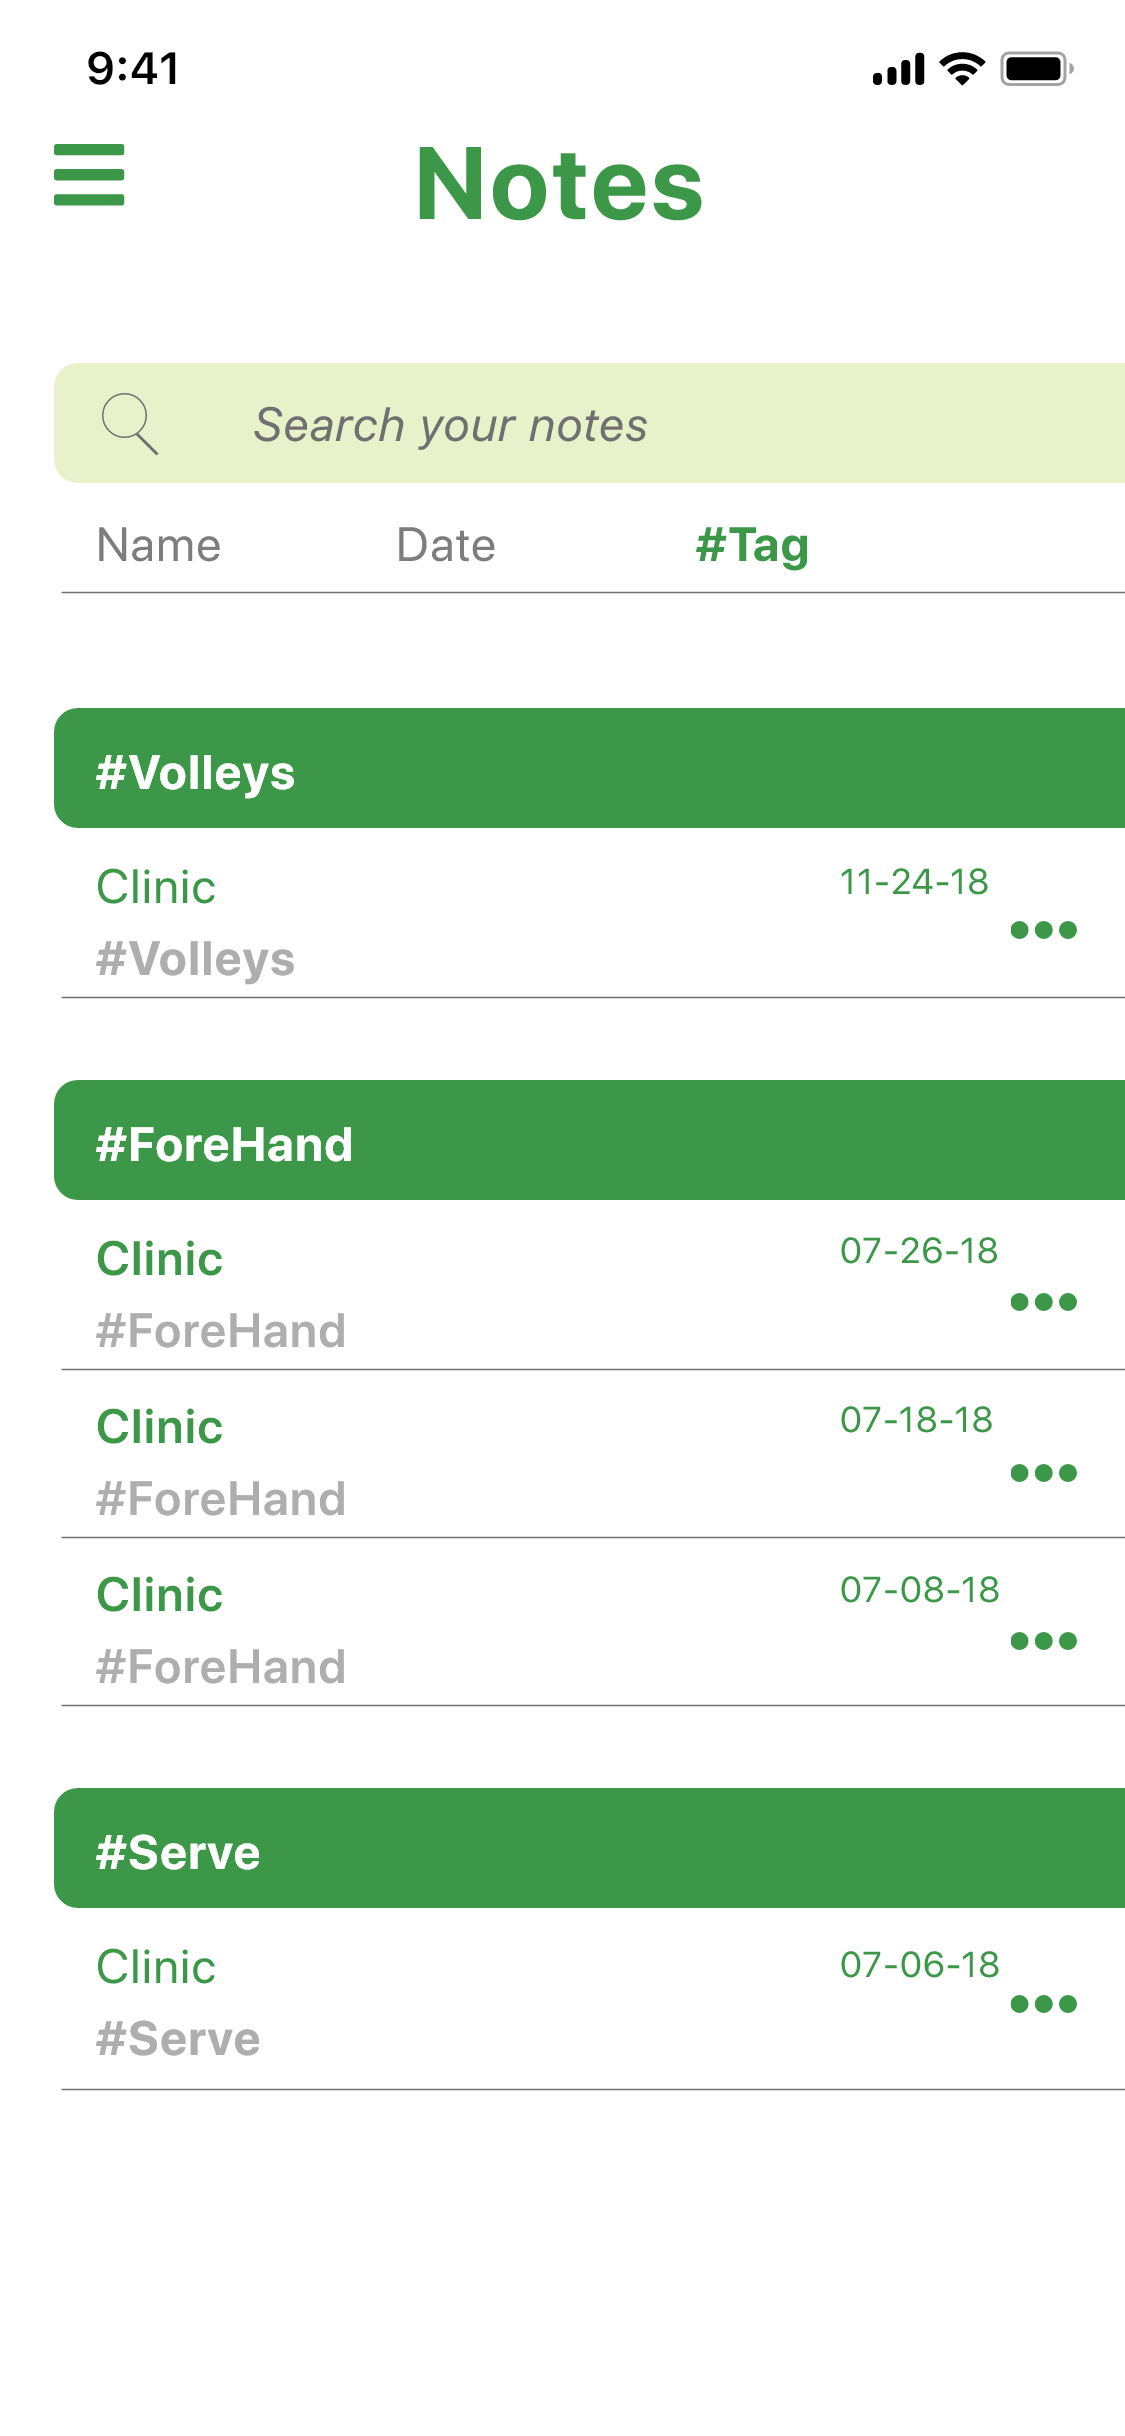 9:41
Notes
Search your notes
Name Date #Tag
#Volleys
Clinic 11-24-18
#Volleys
#ForeHand
Clinic 07-26-18
#ForeHand
Clinic 07-18-18
#ForeHand
Clinic 07-08-18
#ForeHand
#Serve
Clinic 07-06-18
#Serve